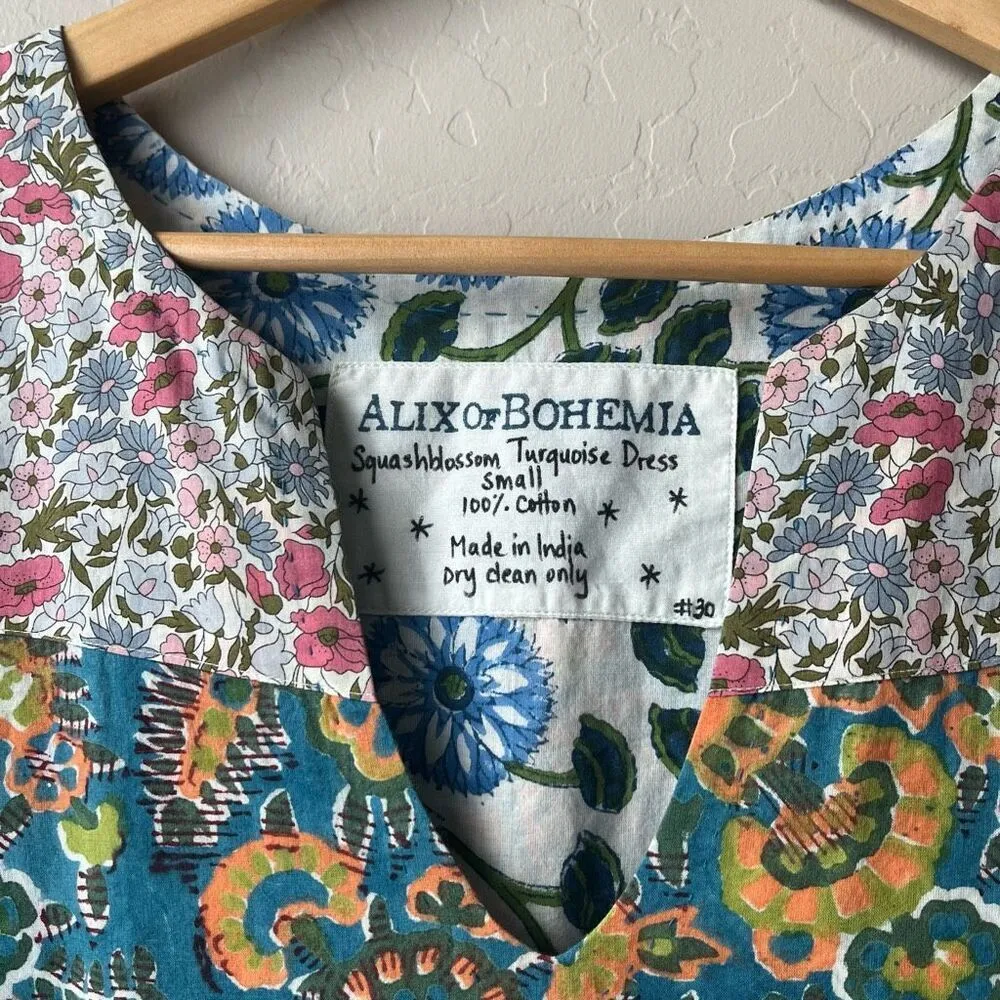 ALIX OF BOHEMIA
Squashblossom Turquoise Dress
Small
100% Cotton
Made in India
Dry clean only
#30